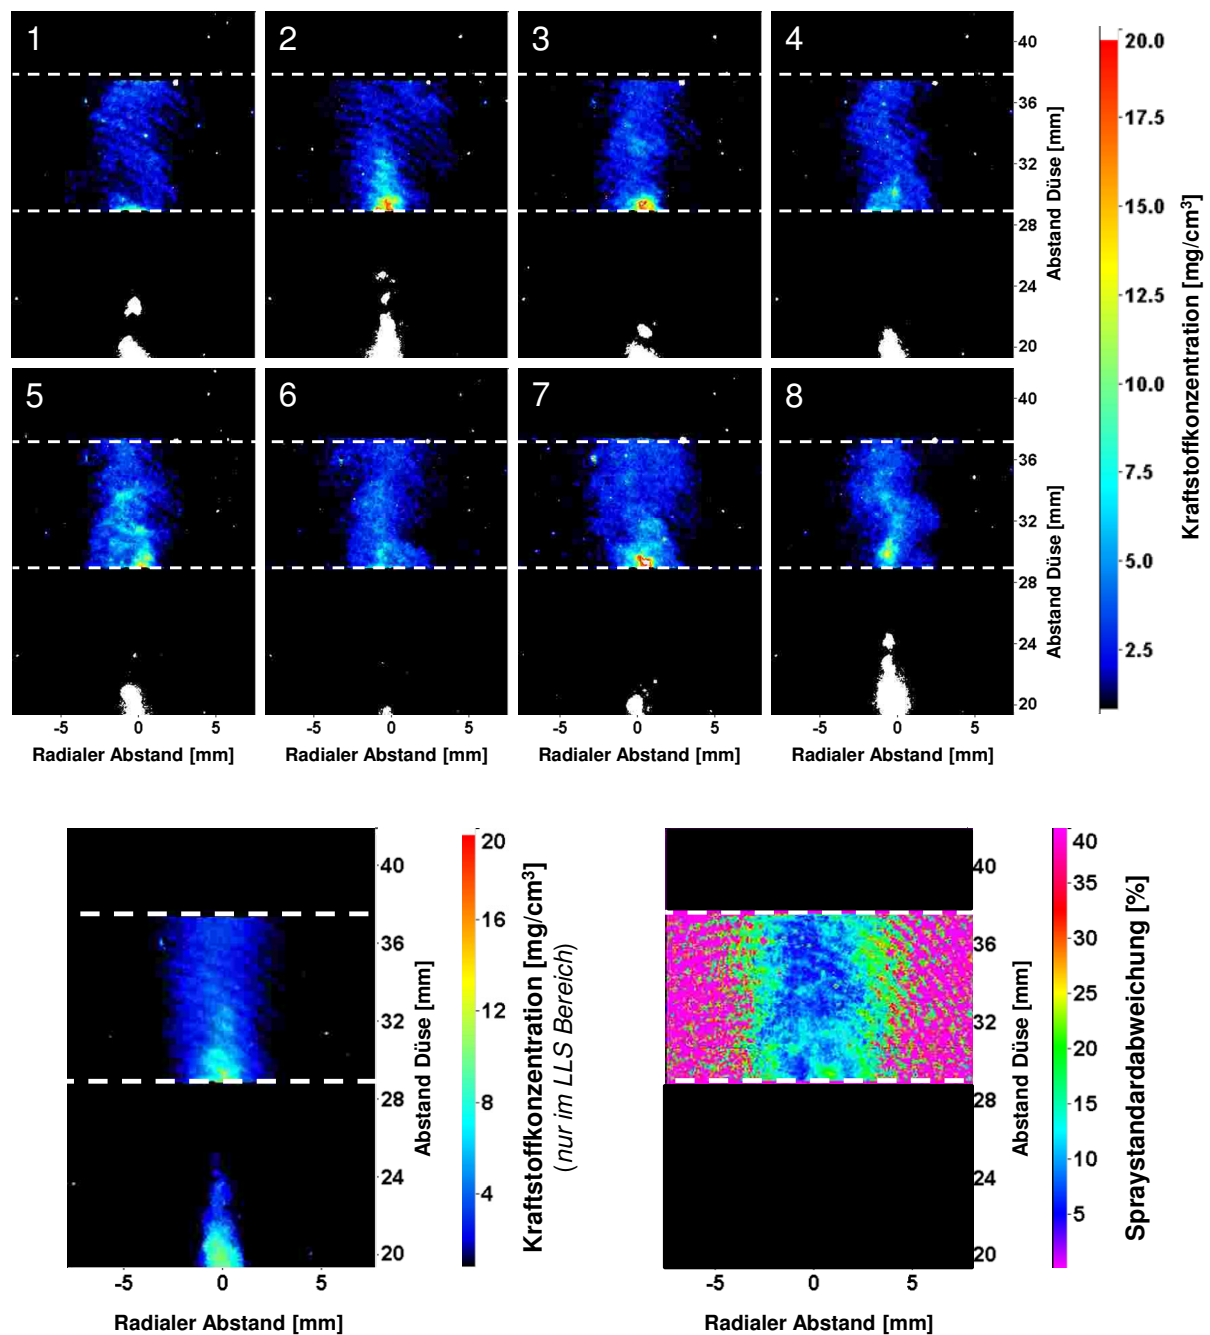 1
2
3
4
40
36
32
28
24
20
Abstand Düse [mm]
5
6
7
8
40
36
32
28
24
20
Abstand Düse [mm]
-5 0 5
-5 0 5
-5 0 5
-5 0 5
Radialer Abstand [mm]
Radialer Abstand [mm]
Radialer Abstand [mm]
Radialer Abstand [mm]
20.0
17.5
15.0
12.5
10.0
7.5
5.0
2.5
Kraftstoffkonzentration [mg/cm³]
40
36
32
28
24
20
Abstand Düse [mm]
-5 0 5
Radialer Abstand [mm]
20
16
12
8
4
Kraftstoffkonzentration [mg/cm³]
(nur im LLS Bereich)
40
36
32
28
24
20
Abstand Düse [mm]
-5 0 5
Radialer Abstand [mm]
40
35
30
25
20
15
10
5
Spraystandardabweichung [%]